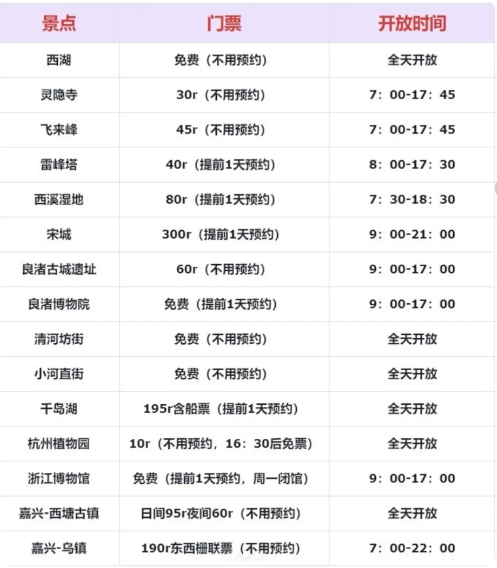 景点 门票 开放时间
西湖 免费（不用预约） 全天开放
灵隐寺 30r（不用预约） 7：00-17：45
飞来峰 45r（不用预约） 7：00-17：45
雷峰塔 40r（提前1天预约） 8：00-17：30
西溪湿地 80r（提前1天预约） 7：30-18：30
宋城 300r（提前1天预约） 9：00-21：00
良渚古城遗址 60r（不用预约） 9：00-17：00
良渚博物院 免费（提前1天预约） 9：00-17：00
清河坊街 免费（不用预约） 全天开放
小河直街 免费（不用预约） 全天开放
千岛湖 195r含船票（提前1天预约） 全天开放
杭州植物园 10r（不用预约，16：30后免票） 全天开放
浙江博物馆 免费（提前1天预约，周一闭馆） 9：00-17：00
嘉兴-西塘古镇 日间95r夜间60r（不用预约） 全天开放
嘉兴-乌镇 190r东西栅联票（不用预约） 7：00-22：00